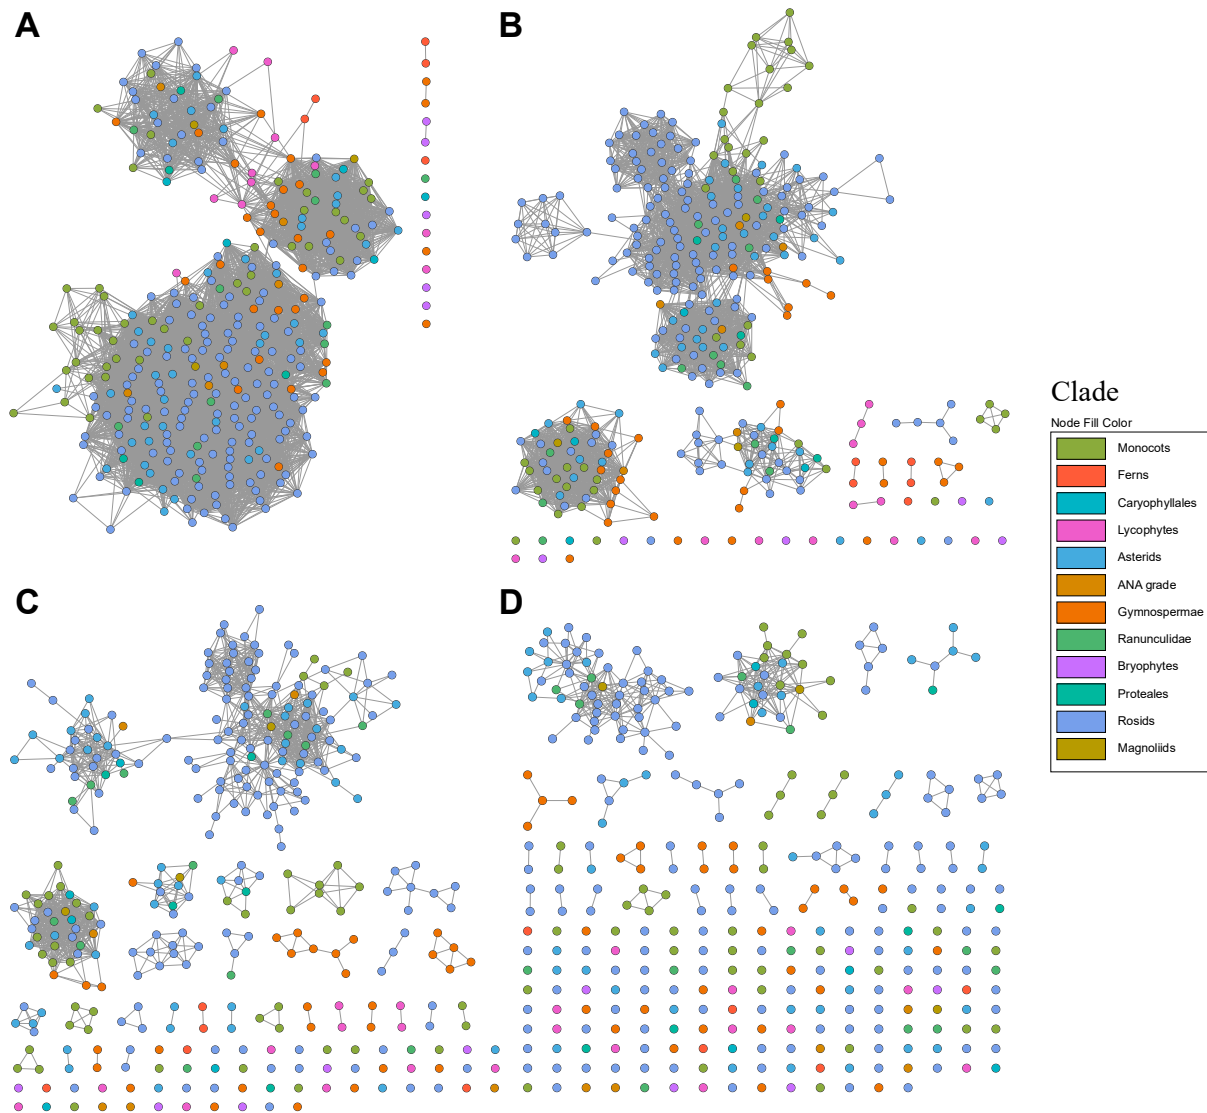 A
B
C
D
Clade
Node Fill Color
Monocots
Ferns
Caryophyllales
Lycophytes
Asterids
ANA grade
Gymnospermae
Ranunculidae
Bryophytes
Proteales
Rosids
Magnoliids